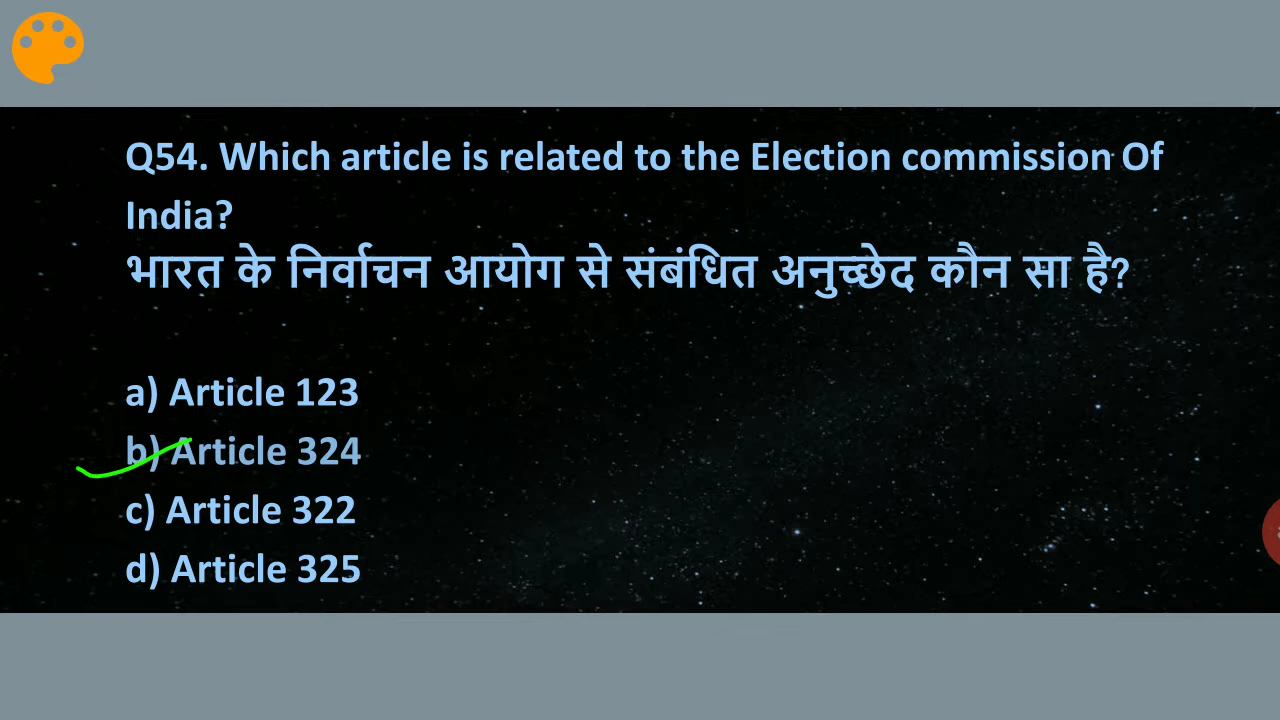 Q54. Which article is related to the Election commission Of
India?
भारत के निर्वाचन आयोग से संबंधित अनुच्छेद कौन सा है?
a) Article 123
b) Article 324
c) Article 322
d) Article 325